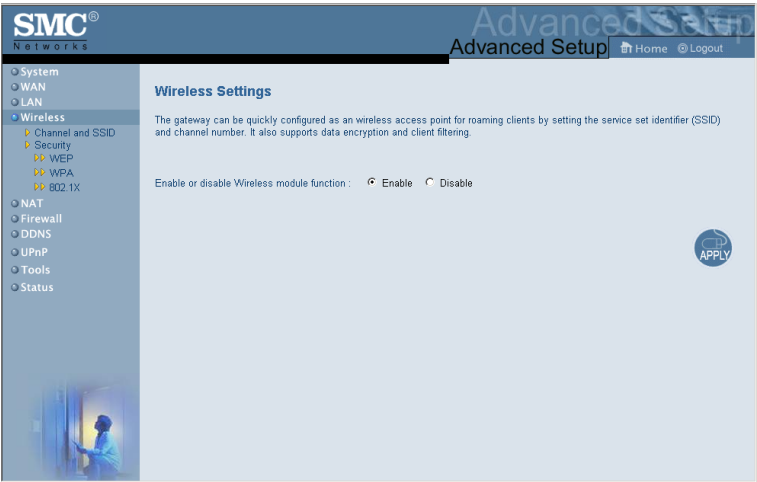 SMC®
Networks
Advanced Setup
Advanced Setup
Home
Logout
System
WAN
LAN
Wireless
Channel and SSID
Security
WEP
WPA
802.1X
NAT
Firewall
DDNS
UPnP
Tools
Status
Wireless Settings
The gateway can be quickly configured as an wireless access point for roaming clients by setting the service set identifier (SSID)
and channel number. It also supports data encryption and client filtering.
Enable or disable Wireless module function : Enable Disable
APPLY